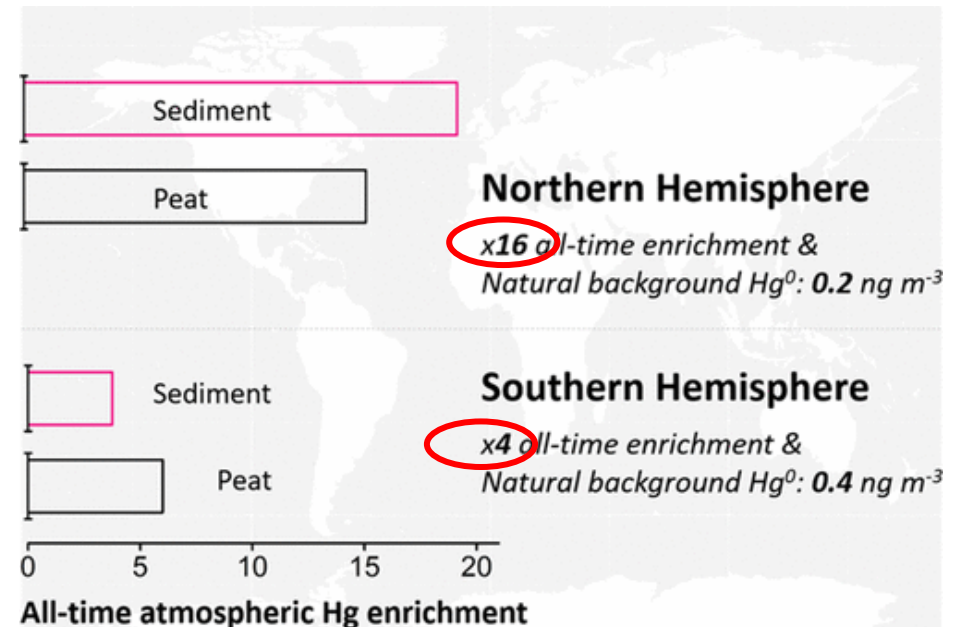 Sediment
Peat
Northern Hemisphere
x16 all-time enrichment &
Natural background Hg⁰: 0.2 ng m⁻³
Sediment
Southern Hemisphere
x4 all-time enrichment &
Peat
Natural background Hg⁰: 0.4 ng m⁻³
0 5 10 15 20
All-time atmospheric Hg enrichment